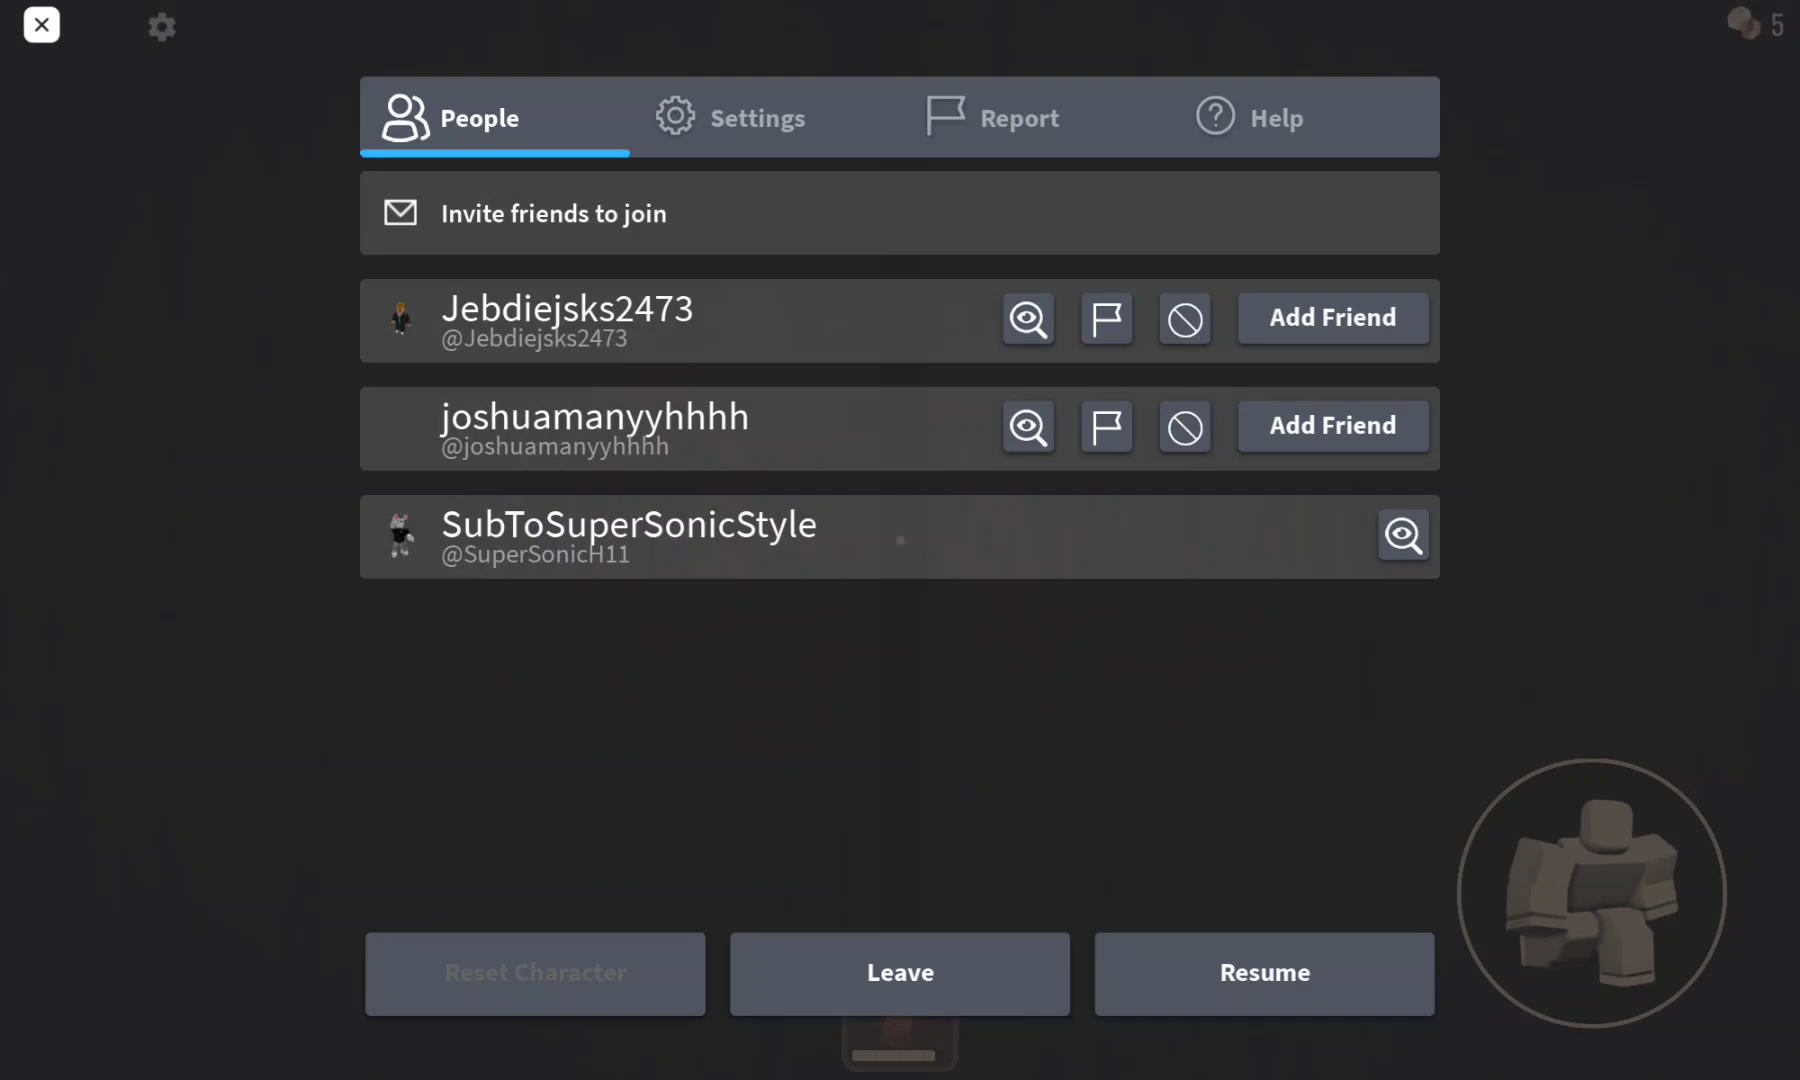 5
People
Settings
Report
Help
Invite friends to join
Jebdiejsks2473
@Jebdiejsks2473
Add Friend
joshuamanyyhhhh
@joshuamanyyhhhh
Add Friend
SubToSuperSonicStyle
@SuperSonicH11
Reset Character
Leave
Resume